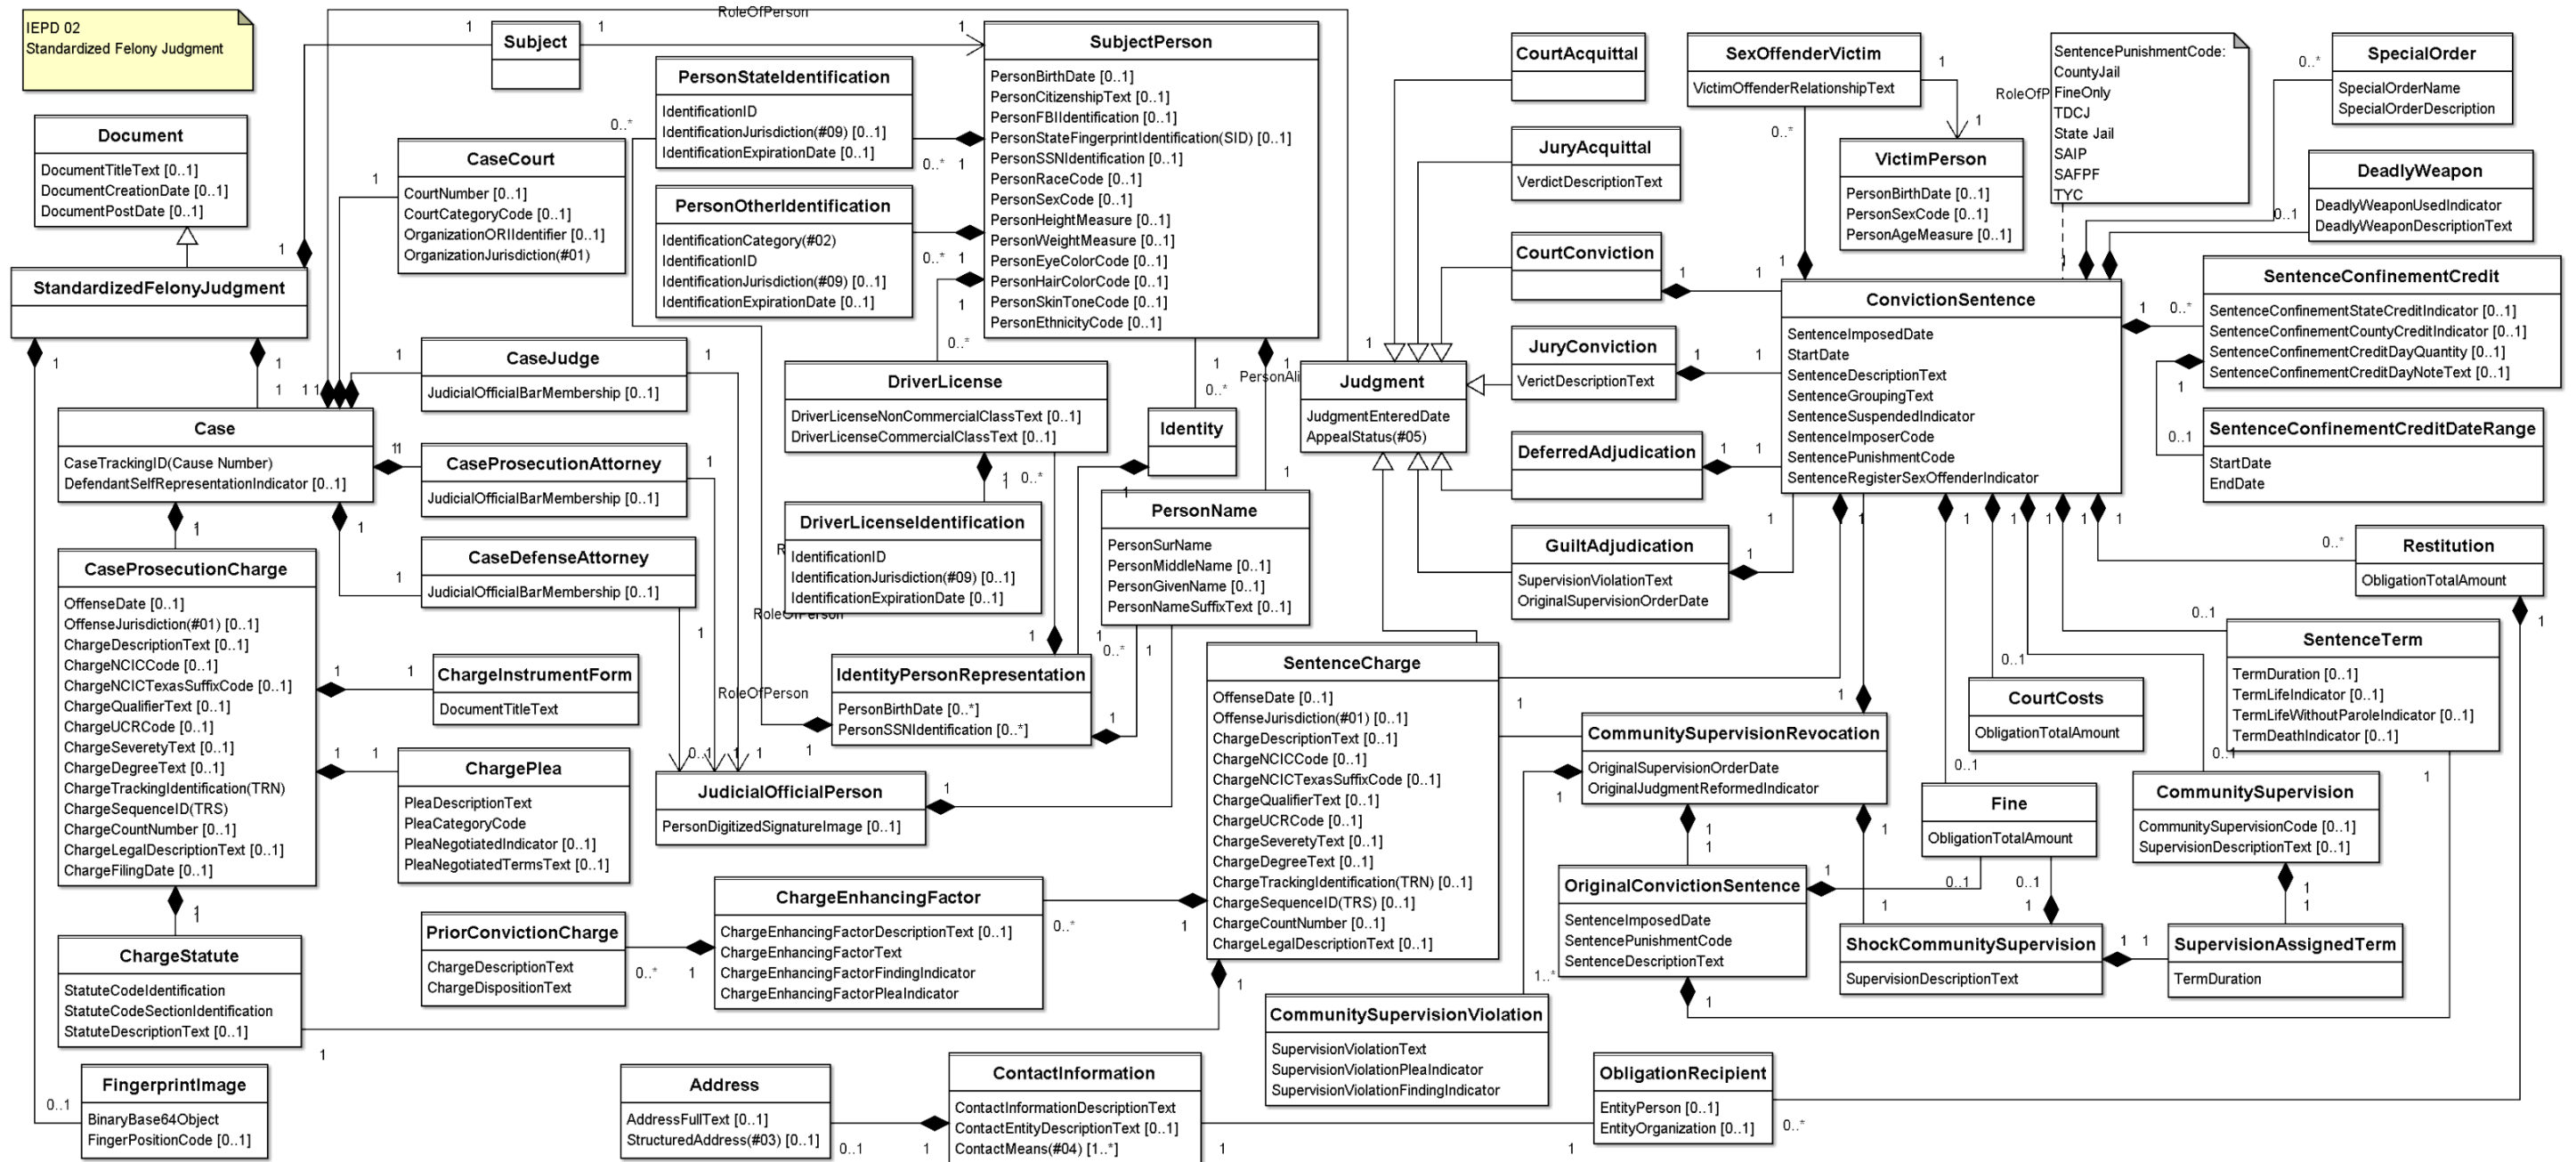 IEPD 02
Standardized Felony Judgment
Document
DocumentTitleText [0..1]
DocumentCreationDate [0..1]
DocumentPostDate [0..1]
StandardizedFelonyJudgment
Subject
RoleOfPerson
SubjectPerson
PersonBirthDate [0..1]
PersonCitizenshipText [0..1]
PersonFBIIdentification [0..1]
PersonStateFingerprintIdentification(SID) [0..1]
PersonSSNIdentification [0..1]
PersonRaceCode [0..1]
PersonSexCode [0..1]
PersonHeightMeasure [0..1]
PersonWeightMeasure [0..1]
PersonEyeColorCode [0..1]
PersonHairColorCode [0..1]
PersonSkinToneCode [0..1]
PersonEthnicityCode [0..1]
PersonStateIdentification
IdentificationID
IdentificationJurisdiction(#09) [0..1]
IdentificationExpirationDate [0..1]
PersonOtherIdentification
IdentificationCategory(#02)
IdentificationID
IdentificationJurisdiction(#09) [0..1]
IdentificationExpirationDate [0..1]
CaseCourt
CourtNumber [0..1]
CourtCategoryCode [0..1]
OrganizationORIIdentifier [0..1]
OrganizationJurisdiction(#01)
CaseJudge
JudicialOfficialBarMembership [0..1]
CaseProsecutionAttorney
JudicialOfficialBarMembership [0..1]
CaseDefenseAttorney
JudicialOfficialBarMembership [0..1]
Case
CaseTrackingID(Cause Number)
DefendantSelfRepresentationIndicator [0..1]
CaseProsecutionCharge
OffenseDate [0..1]
OffenseJurisdiction(#01) [0..1]
ChargeDescriptionText [0..1]
ChargeNCICCode [0..1]
ChargeNCICTexasSuffixCode [0..1]
ChargeQualifierText [0..1]
ChargeUCRCode [0..1]
ChargeSeveretyText [0..1]
ChargeDegreeText [0..1]
ChargeTrackingIdentification(TRN)
ChargeSequenceID(TRS)
ChargeCountNumber [0..1]
ChargeLegalDescriptionText [0..1]
ChargeFilingDate [0..1]
ChargeInstrumentForm
DocumentTitleText
ChargePlea
PleaDescriptionText
PleaCategoryCode
PleaNegotiatedIndicator [0..1]
PleaNegotiatedTermsText [0..1]
ChargeStatute
StatuteCodeIdentification
StatuteCodeSectionIdentification
StatuteDescriptionText [0..1]
FingerprintImage
BinaryBase64Object
FingerPositionCode [0..1]
DriverLicense
DriverLicenseNonCommercialClassText [0..1]
DriverLicenseCommercialClassText [0..1]
DriverLicenseIdentification
IdentificationID
IdentificationJurisdiction(#09) [0..1]
IdentificationExpirationDate [0..1]
RoleOfPerson
RoleOfPerson
Identity
PersonName
PersonSurName
PersonMiddleName [0..1]
PersonGivenName [0..1]
PersonNameSuffixText [0..1]
IdentityPersonRepresentation
PersonBirthDate [0..*]
PersonSSNIdentification [0..*]
JudicialOfficialPerson
PersonDigitizedSignatureImage [0..1]
ChargeEnhancingFactor
ChargeEnhancingFactorDescriptionText [0..1]
ChargeEnhancingFactorText
ChargeEnhancingFactorFindingIndicator
ChargeEnhancingFactorPleaIndicator
PriorConvictionCharge
ChargeDescriptionText
ChargeDispositionText
Address
AddressFullText [0..1]
StructuredAddress(#03) [0..1]
ContactInformation
ContactInformationDescriptionText
ContactEntityDescriptionText [0..1]
ContactMeans(#04) [1..*]
PersonAli
Judgment
JudgmentEnteredDate
AppealStatus(#05)
CourtAcquittal
JuryAcquittal
VerdictDescriptionText
CourtConviction
JuryConviction
VerictDescriptionText
DeferredAdjudication
GuiltAdjudication
SupervisionViolationText
OriginalSupervisionOrderDate
SentenceCharge
OffenseDate [0..1]
OffenseJurisdiction(#01) [0..1]
ChargeDescriptionText [0..1]
ChargeNCICCode [0..1]
ChargeNCICTexasSuffixCode [0..1]
ChargeQualifierText [0..1]
ChargeUCRCode [0..1]
ChargeSeveretyText [0..1]
ChargeDegreeText [0..1]
ChargeTrackingIdentification(TRN) [0..1]
ChargeSequenceID(TRS) [0..1]
ChargeCountNumber [0..1]
ChargeLegalDescriptionText [0..1]
SexOffenderVictim
VictimOffenderRelationshipText
RoleOfP
VictimPerson
PersonBirthDate [0..1]
PersonSexCode [0..1]
PersonAgeMeasure [0..1]
SentencePunishmentCode:
CountyJail
FineOnly
TDCJ
State Jail
SAIP
SAFPF
TYC
SpecialOrder
SpecialOrderName
SpecialOrderDescription
DeadlyWeapon
DeadlyWeaponUsedIndicator
DeadlyWeaponDescriptionText
ConvictionSentence
SentenceImposedDate
StartDate
SentenceDescriptionText
SentenceGroupingText
SentenceSuspendedIndicator
SentenceImposerCode
SentencePunishmentCode
SentenceRegisterSexOffenderIndicator
SentenceConfinementCredit
SentenceConfinementStateCreditIndicator [0..1]
SentenceConfinementCountyCreditIndicator [0..1]
SentenceConfinementCreditDayQuantity [0..1]
SentenceConfinementCreditDayNoteText [0..1]
SentenceConfinementCreditDateRange
StartDate
EndDate
Restitution
ObligationTotalAmount
SentenceTerm
TermDuration [0..1]
TermLifeIndicator [0..1]
TermLifeWithoutParoleIndicator [0..1]
TermDeathIndicator [0..1]
CourtCosts
ObligationTotalAmount
CommunitySupervisionRevocation
OriginalSupervisionOrderDate
OriginalJudgmentReformedIndicator
Fine
ObligationTotalAmount
CommunitySupervision
CommunitySupervisionCode [0..1]
SupervisionDescriptionText [0..1]
OriginalConvictionSentence
SentenceImposedDate
SentencePunishmentCode
SentenceDescriptionText
ShockCommunitySupervision
SupervisionDescriptionText
SupervisionAssignedTerm
TermDuration
CommunitySupervisionViolation
SupervisionViolationText
SupervisionViolationPleaIndicator
SupervisionViolationFindingIndicator
ObligationRecipient
EntityPerson [0..1]
EntityOrganization [0..1]